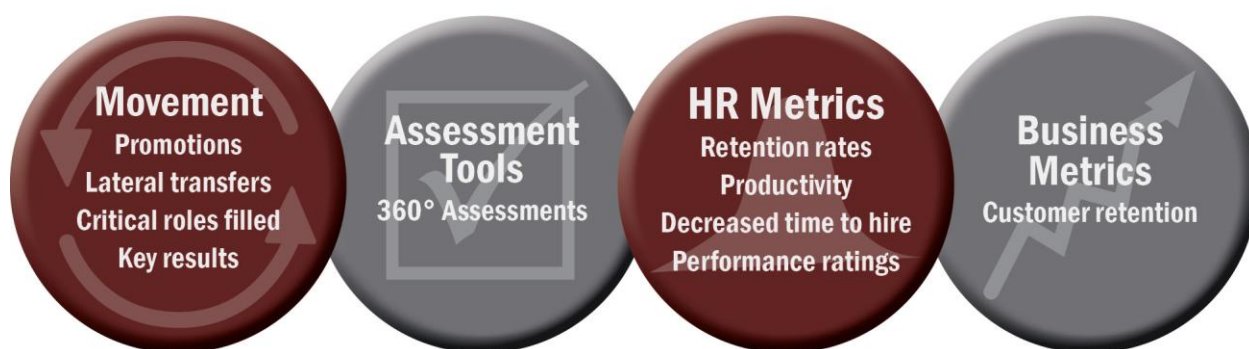 Movement
Promotions
Lateral transfers
Critical roles filled
Key results
Assessment
Tools
360° Assessments
HR Metrics
Retention rates
Productivity
Decreased time to hire
Performance ratings
Business
Metrics
Customer retention